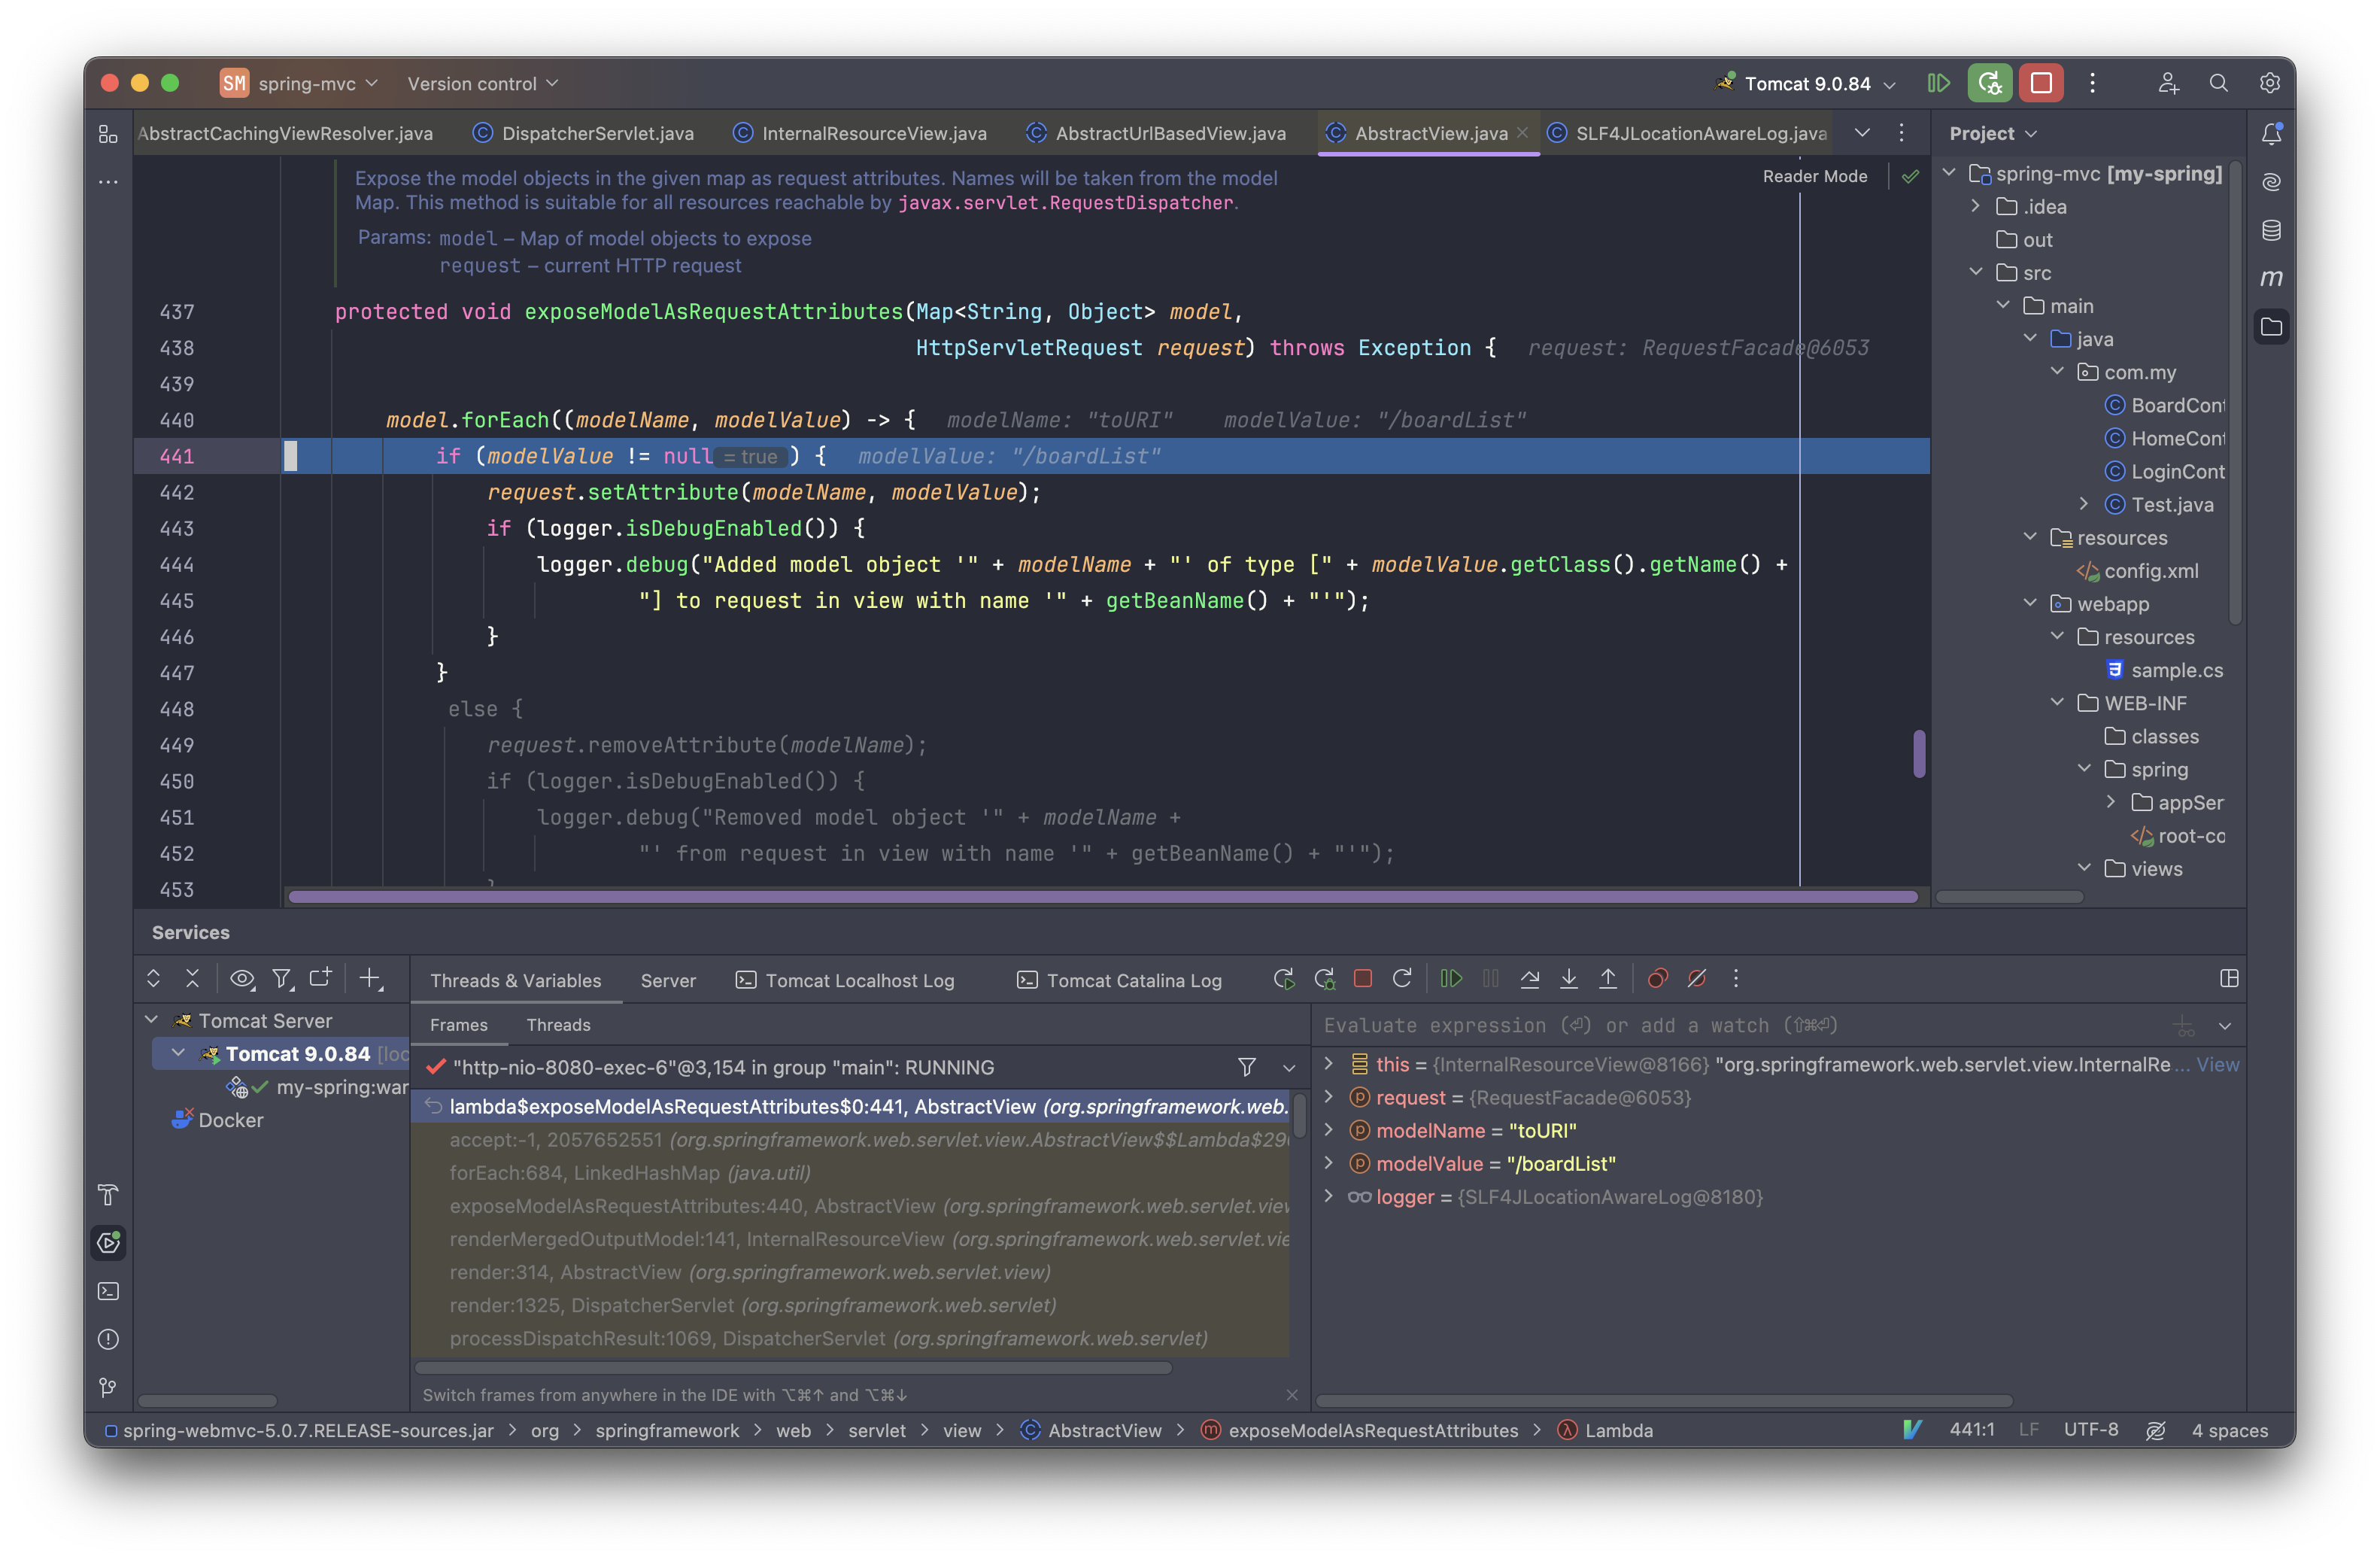 SM spring-mvc Version control Tomcat 9.0.84
AbstractCachingViewResolver.java DispatcherServlet.java InternalResourceView.java AbstractUrlBasedView.java AbstractView.java SLF4JLocationAwareLog.java
Reader Mode
Expose the model objects in the given map as request attributes. Names will be taken from the model
Map. This method is suitable for all resources reachable by javax.servlet.RequestDispatcher.
Params: model – Map of model objects to expose
request – current HTTP request
437 protected void exposeModelAsRequestAttributes(Map<String, Object> model,
438 HttpServletRequest request) throws Exception { request: RequestFacade@6053
439
440 model.forEach((modelName, modelValue) -> { modelName: "toURI" modelValue: "/boardList"
441 if (modelValue != null = true ) { modelValue: "/boardList"
442 request.setAttribute(modelName, modelValue);
443 if (logger.isDebugEnabled()) {
444 logger.debug("Added model object '" + modelName + "' of type [" + modelValue.getClass().getName() +
445 "] to request in view with name '" + getBeanName() + "'");
446 }
447 }
448 else {
449 request.removeAttribute(modelName);
450 if (logger.isDebugEnabled()) {
451 logger.debug("Removed model object '" + modelName +
452 "' from request in view with name '" + getBeanName() + "'");
453
Project
spring-mvc [my-spring]
.idea
out
src
main
java
com.my
BoardCont
HomeCont
LoginCont
Test.java
resources
config.xml
webapp
resources
sample.cs
WEB-INF
classes
spring
appSer
root-co
views
m
Services
Threads & Variables Server Tomcat Localhost Log Tomcat Catalina Log
Tomcat Server
Tomcat 9.0.84 [loc
my-spring:war
Docker
Frames Threads
"http-nio-8080-exec-6"@3,154 in group "main": RUNNING
lambda$exposeModelAsRequestAttributes$0:441, AbstractView (org.springframework.web.
accept:-1, 2057652551 (org.springframework.web.servlet.view.AbstractView$$Lambda$290
forEach:684, LinkedHashMap (java.util)
exposeModelAsRequestAttributes:440, AbstractView (org.springframework.web.servlet.view
renderMergedOutputModel:141, InternalResourceView (org.springframework.web.servlet.vie
render:314, AbstractView (org.springframework.web.servlet.view)
render:1325, DispatcherServlet (org.springframework.web.servlet)
processDispatchResult:1069, DispatcherServlet (org.springframework.web.servlet)
Switch frames from anywhere in the IDE with ⌥⌘↑ and ⌥⌘↓
Evaluate expression (⏎) or add a watch (⇧⌘⏎)
this = {InternalResourceView@8166} "org.springframework.web.servlet.view.InternalRe... View
request = {RequestFacade@6053}
modelName = "toURI"
modelValue = "/boardList"
logger = {SLF4JLocationAwareLog@8180}
spring-webmvc-5.0.7.RELEASE-sources.jar > org > springframework > web > servlet > view > AbstractView > exposeModelAsRequestAttributes > Lambda 441:1 LF UTF-8 4 spaces